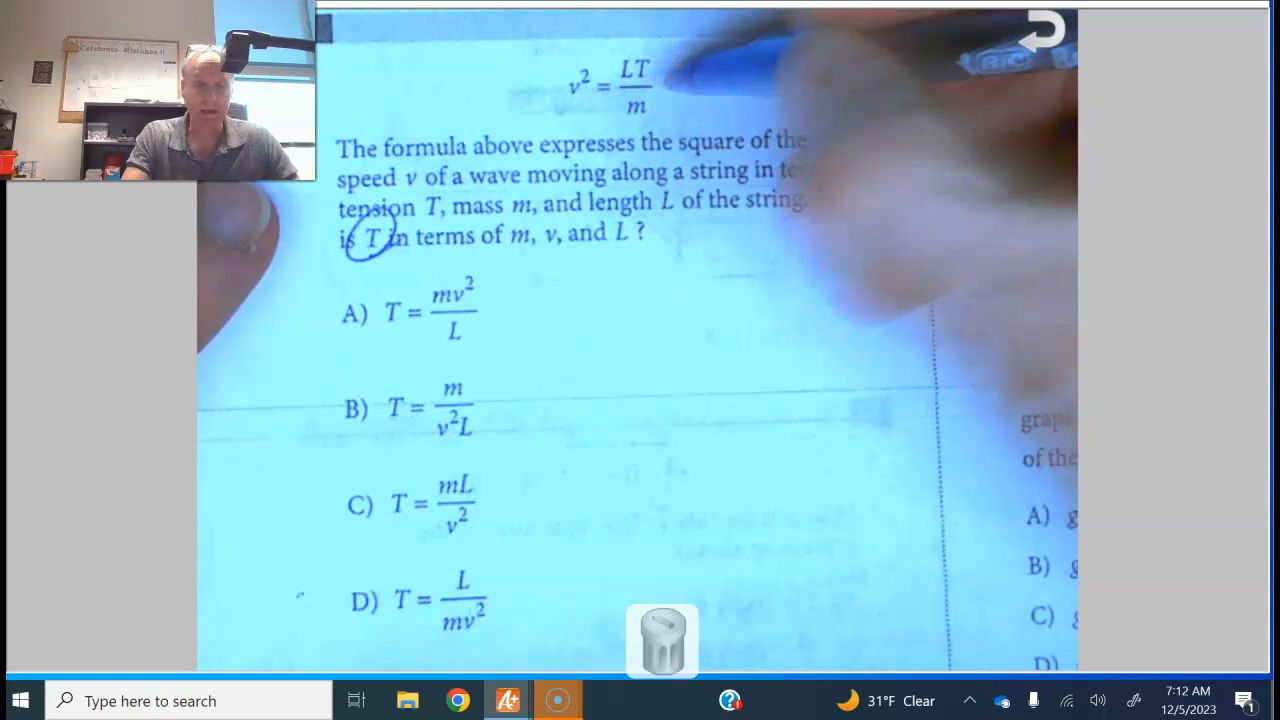 Celebrate Mistakes!!
v² = LT/m
The formula above expresses the square of the
speed v of a wave moving along a string in
tension T, mass m, and length L of the string.
is T in terms of m, v, and L ?
A) T = mv²/L
B) T = m/v²L
C) T = mL/v²
D) T = L/mv²
BIC
of the
A) g
B) g
C) g
D)
Type here to search
A+
31°F Clear
7:12 AM
12/5/2023
1